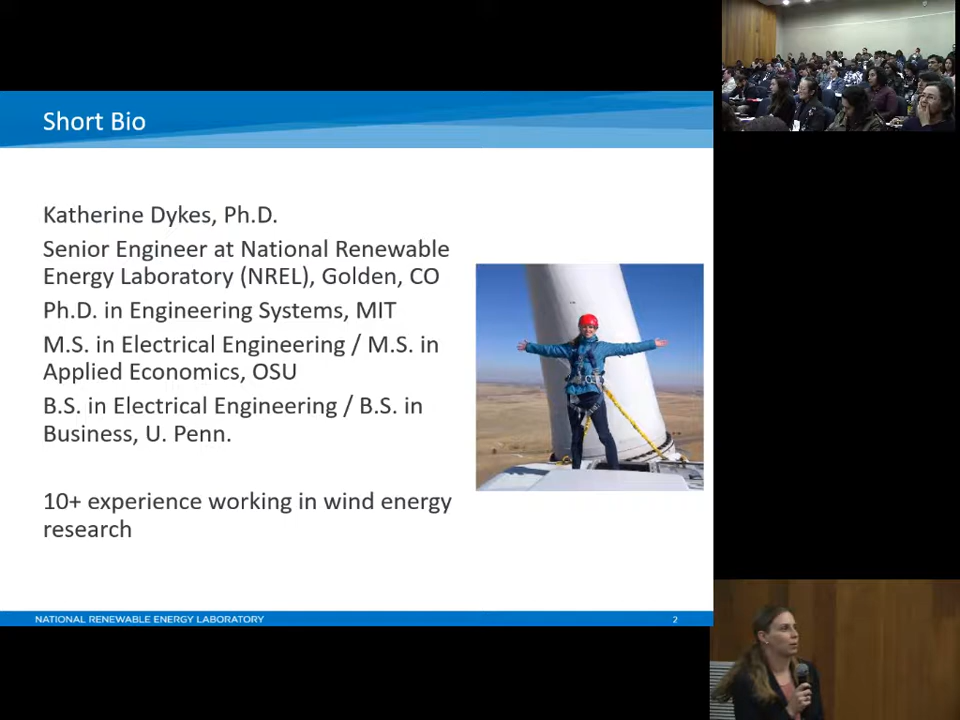 Short Bio
Katherine Dykes, Ph.D.
Senior Engineer at National Renewable
Energy Laboratory (NREL), Golden, CO
Ph.D. in Engineering Systems, MIT
M.S. in Electrical Engineering / M.S. in
Applied Economics, OSU
B.S. in Electrical Engineering / B.S. in
Business, U. Penn.
10+ experience working in wind energy
research
NATIONAL RENEWABLE ENERGY LABORATORY
2